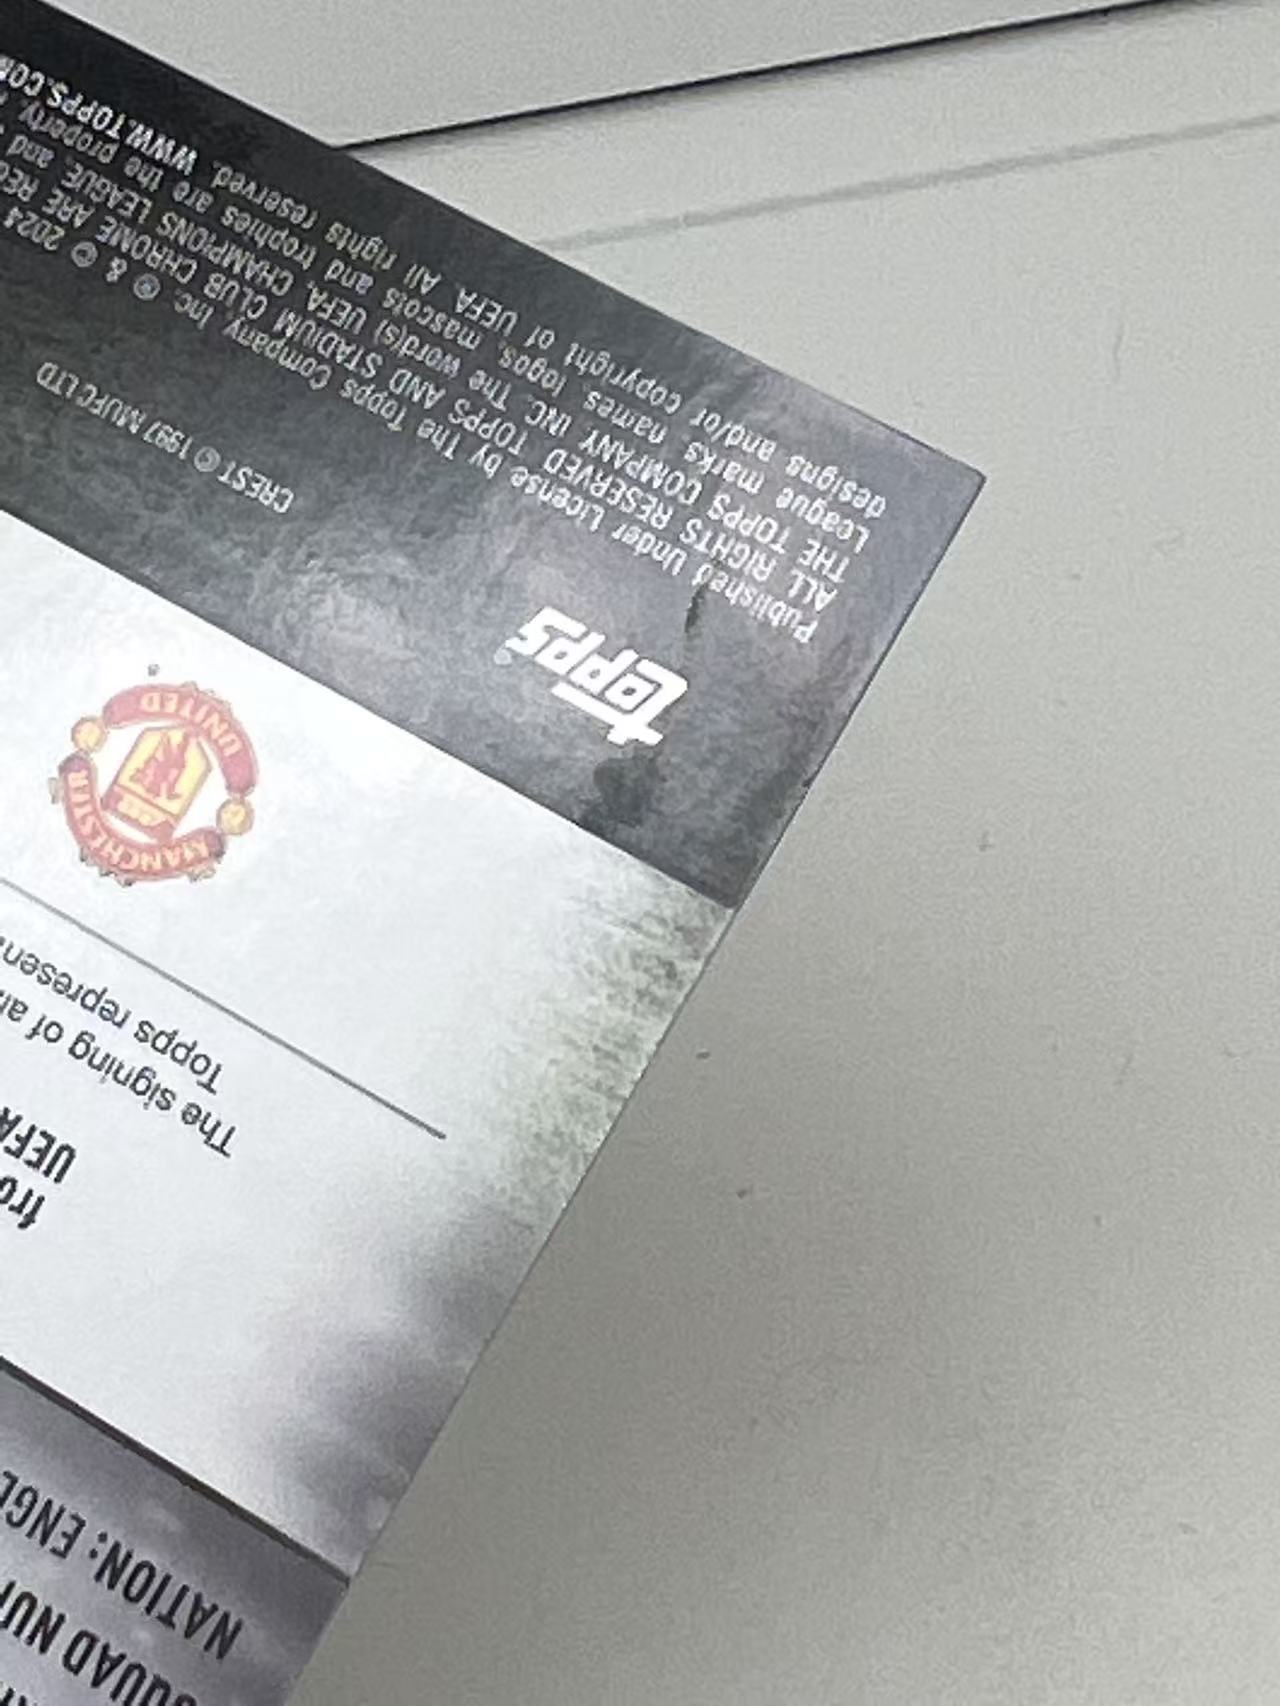 SQUAD NU
NATION: ENGL
fro
UEFA
The signing of
Topps represen
MANCHESTER
UNITED
topps
CREST © 1997 MUFC LTD
Published Under License by The Topps Company, Inc. ® & © 2024
ALL RIGHTS RESERVED. TOPPS AND STADIUM CLUB CHROME ARE REG
THE TOPPS COMPANY INC. The word(s) UEFA, CHAMPIONS LEAGUE, and
League marks, names, logos, mascots and trophies are the property,
designs and/or copyright of UEFA. All rights reserved. WWW.TOPPS.COM